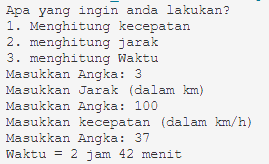 Apa yang ingin anda lakukan?
1. Menghitung kecepatan
2. menghitung jarak
3. menghitung Waktu
Masukkan Angka: 3
Masukkan Jarak (dalam km)
Masukkan Angka: 100
Masukkan kecepatan (dalam km/h)
Masukkan Angka: 37
Waktu = 2 jam 42 menit